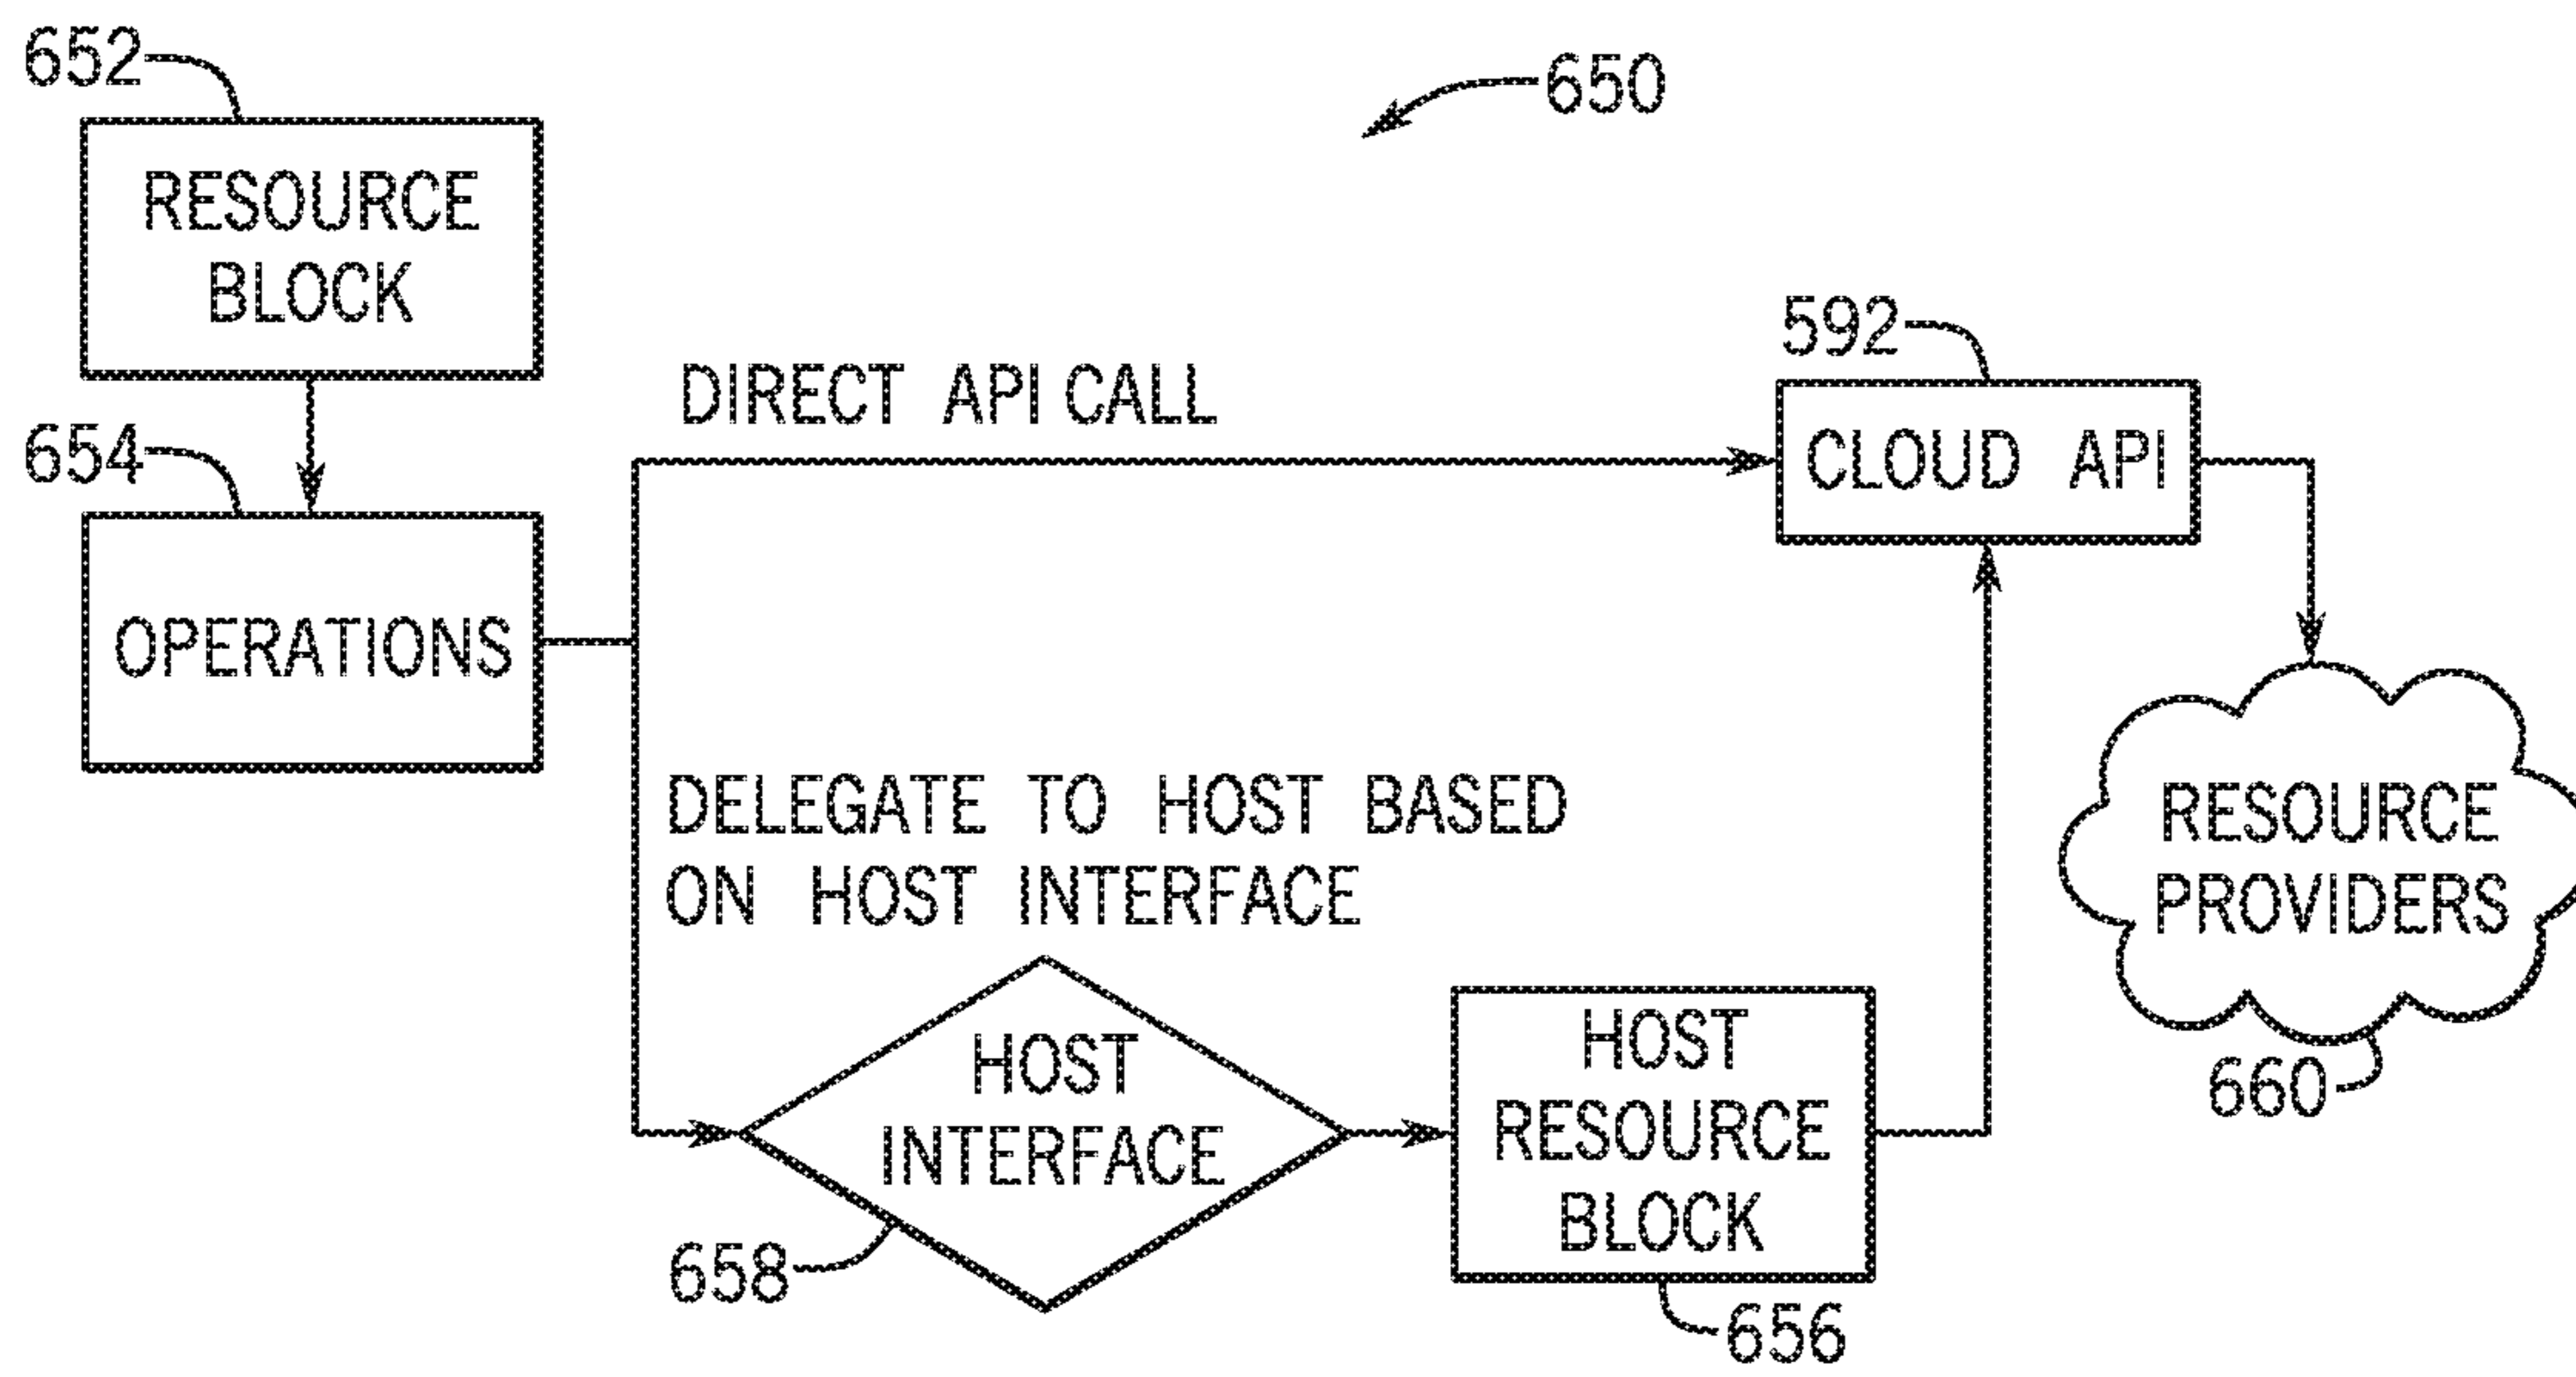 652
650
RESOURCE
BLOCK
592
DIRECT API CALL
654
CLOUD API
OPERATIONS
DELEGATE TO HOST BASED
ON HOST INTERFACE
RESOURCE
PROVIDERS
HOST
INTERFACE
HOST
RESOURCE
BLOCK
660
658
656